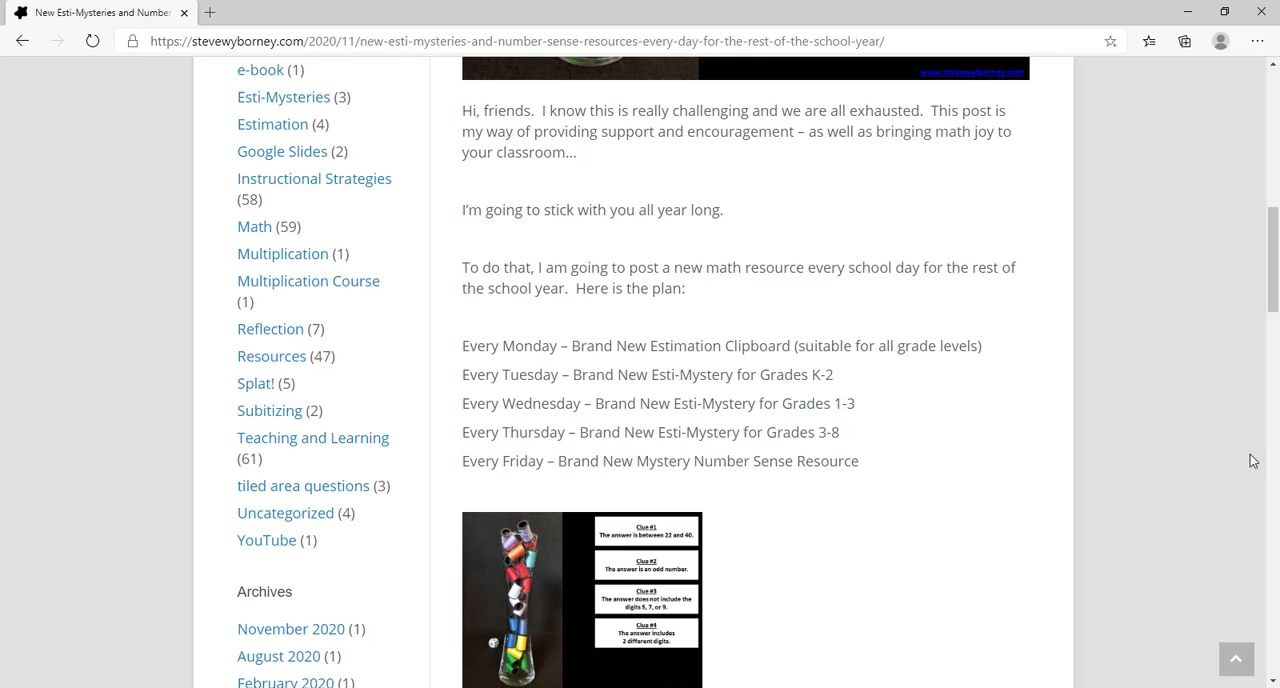 New Esti-Mysteries and Number
https://stevewyborney.com/2020/11/new-esti-mysteries-and-number-sense-resources-every-day-for-the-rest-of-the-school-year/
e-book (1)
Esti-Mysteries (3)
Estimation (4)
Google Slides (2)
Instructional Strategies
(58)
Math (59)
Multiplication (1)
Multiplication Course
(1)
Reflection (7)
Resources (47)
Splat! (5)
Subitizing (2)
Teaching and Learning
(61)
tiled area questions (3)
Uncategorized (4)
YouTube (1)
Archives
November 2020 (1)
August 2020 (1)
February 2020 (1)
www.stevewyborney.com
Hi, friends.  I know this is really challenging and we are all exhausted.  This post is
my way of providing support and encouragement – as well as bringing math joy to
your classroom…
I'm going to stick with you all year long.
To do that, I am going to post a new math resource every school day for the rest of
the school year.  Here is the plan:
Every Monday – Brand New Estimation Clipboard (suitable for all grade levels)
Every Tuesday – Brand New Esti-Mystery for Grades K-2
Every Wednesday – Brand New Esti-Mystery for Grades 1-3
Every Thursday – Brand New Esti-Mystery for Grades 3-8
Every Friday – Brand New Mystery Number Sense Resource
Clue #1
The answer is between 22 and 40.
Clue #2
The answer is an odd number.
Clue #3
The answer does not include the
digits 5, 7, or 9.
Clue #4
The answer includes
2 different digits.